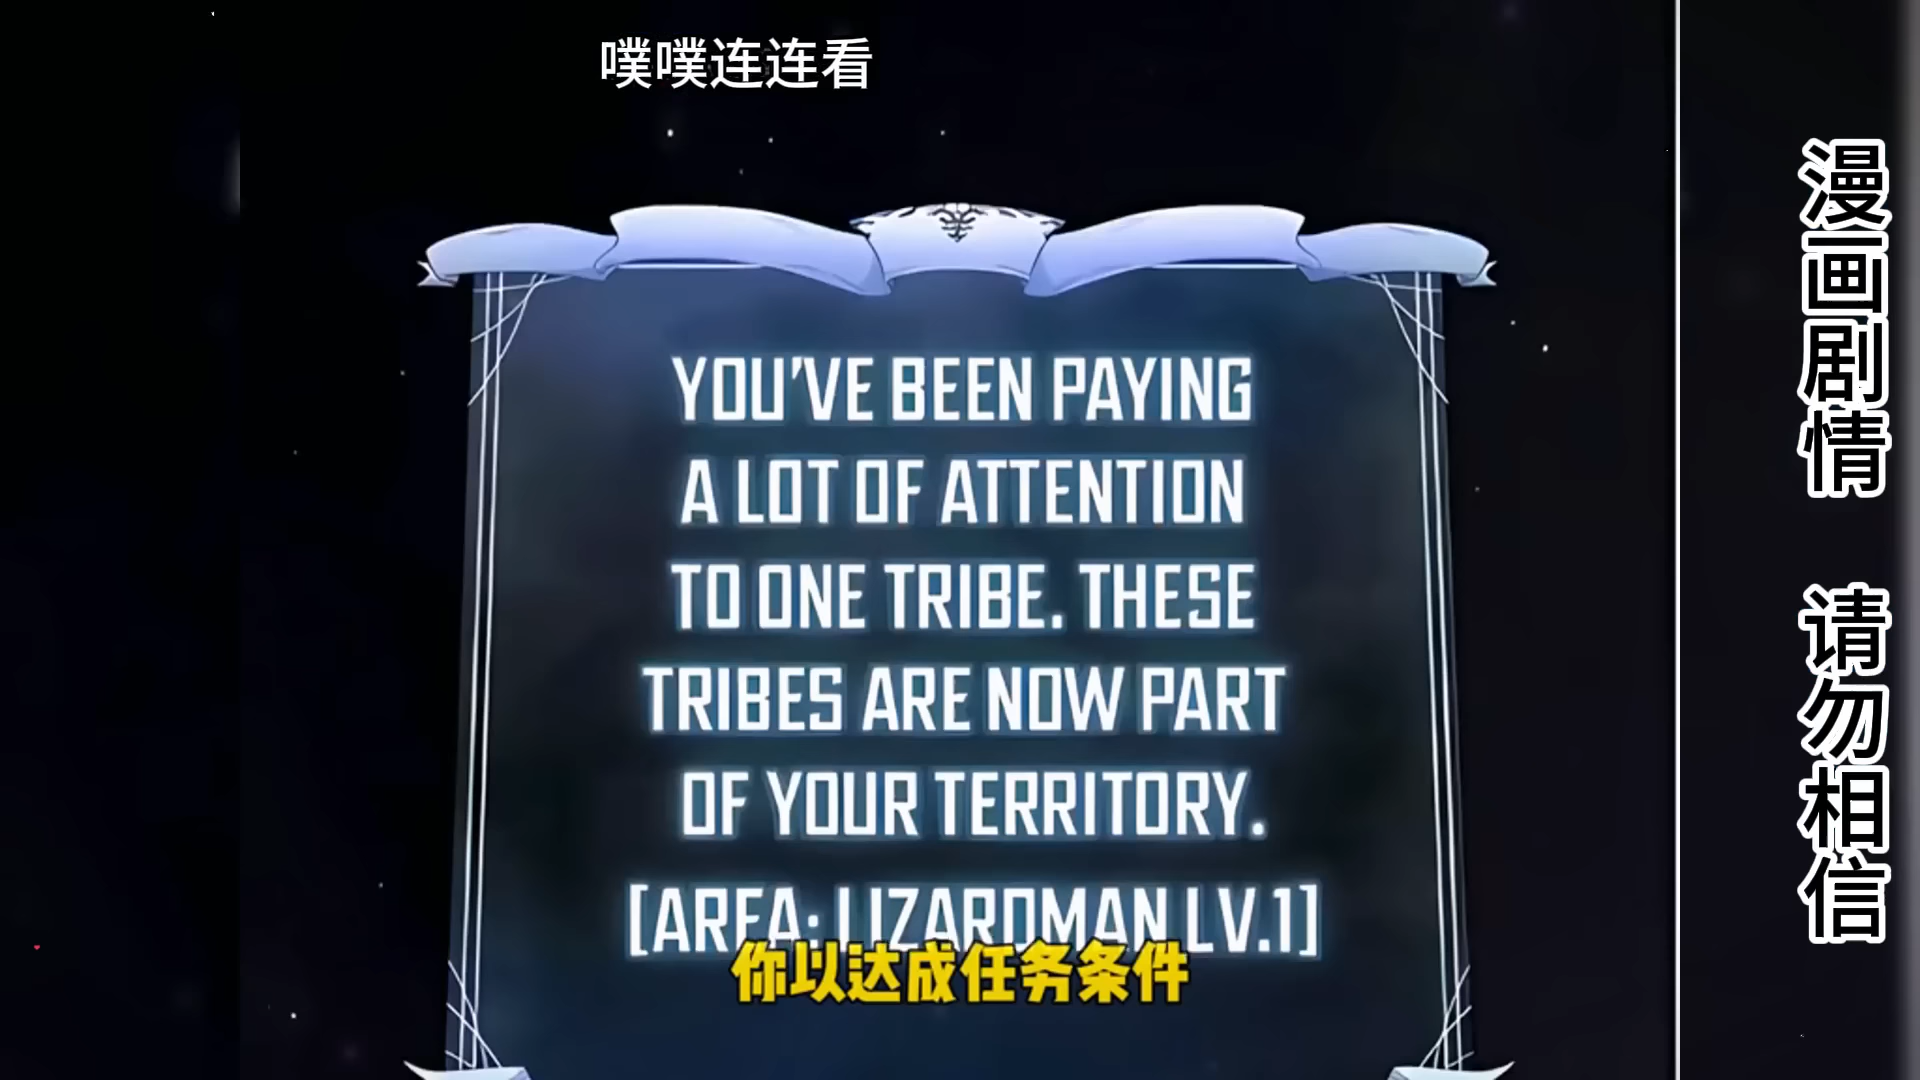 噗噗连连看
YOU'VE BEEN PAYING
A LOT OF ATTENTION
TO ONE TRIBE. THESE
TRIBES ARE NOW PART
OF YOUR TERRITORY.
[AREA: LIZARDMAN LV.1]
你以达成任务条件
漫画剧情 请勿相信